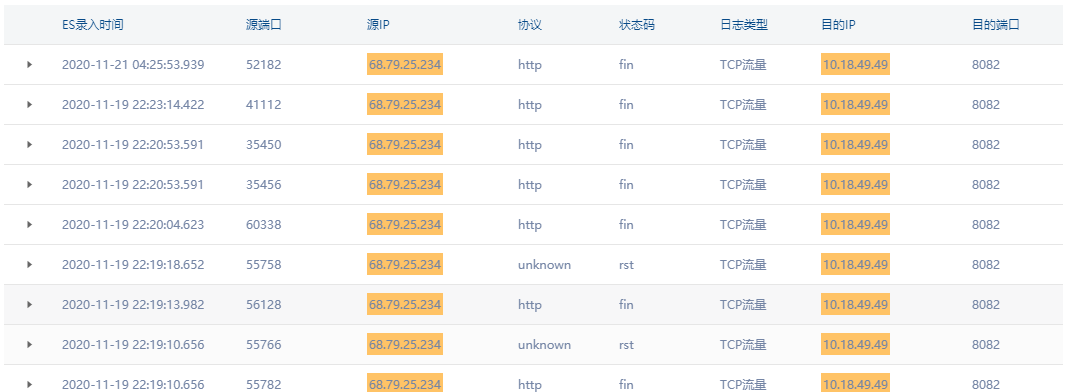 ES录入时间 源端口 源IP 协议 状态码 日志类型 目的IP 目的端口
2020-11-21 04:25:53.939 52182 68.79.25.234 http fin TCP流量 10.18.49.49 8082
2020-11-19 22:23:14.422 41112 68.79.25.234 http fin TCP流量 10.18.49.49 8082
2020-11-19 22:20:53.591 35450 68.79.25.234 http fin TCP流量 10.18.49.49 8082
2020-11-19 22:20:53.591 35456 68.79.25.234 http fin TCP流量 10.18.49.49 8082
2020-11-19 22:20:04.623 60338 68.79.25.234 http fin TCP流量 10.18.49.49 8082
2020-11-19 22:19:18.652 55758 68.79.25.234 unknown rst TCP流量 10.18.49.49 8082
2020-11-19 22:19:13.982 56128 68.79.25.234 http fin TCP流量 10.18.49.49 8082
2020-11-19 22:19:10.656 55766 68.79.25.234 unknown rst TCP流量 10.18.49.49 8082
2020-11-19 22:19:10.656 55782 68.79.25.234 http fin TCP流量 10.18.49.49 8082